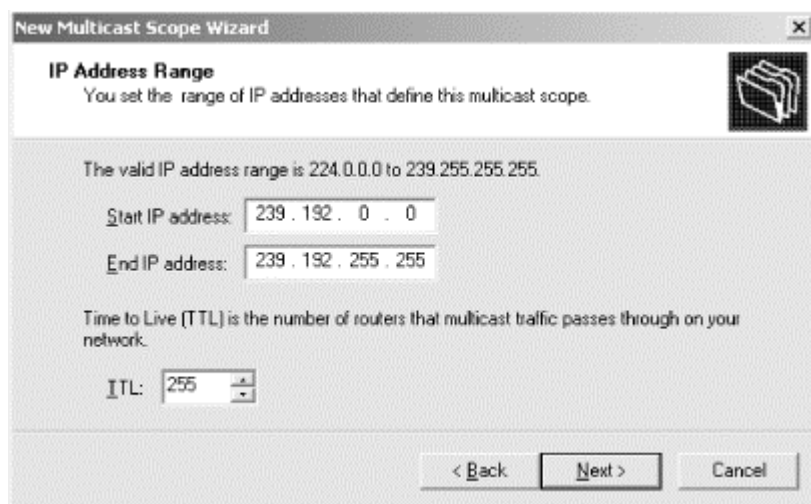 New Multicast Scope Wizard
IP Address Range
You set the range of IP addresses that define this multicast scope.
The valid IP address range is 224.0.0.0 to 239.255.255.255.
Start IP address: 239 . 192 . 0 . 0
End IP address: 239 . 192 . 255 . 255
Time to Live (TTL) is the number of routers that multicast traffic passes through on your
network.
TTL: 255
< Back
Next >
Cancel